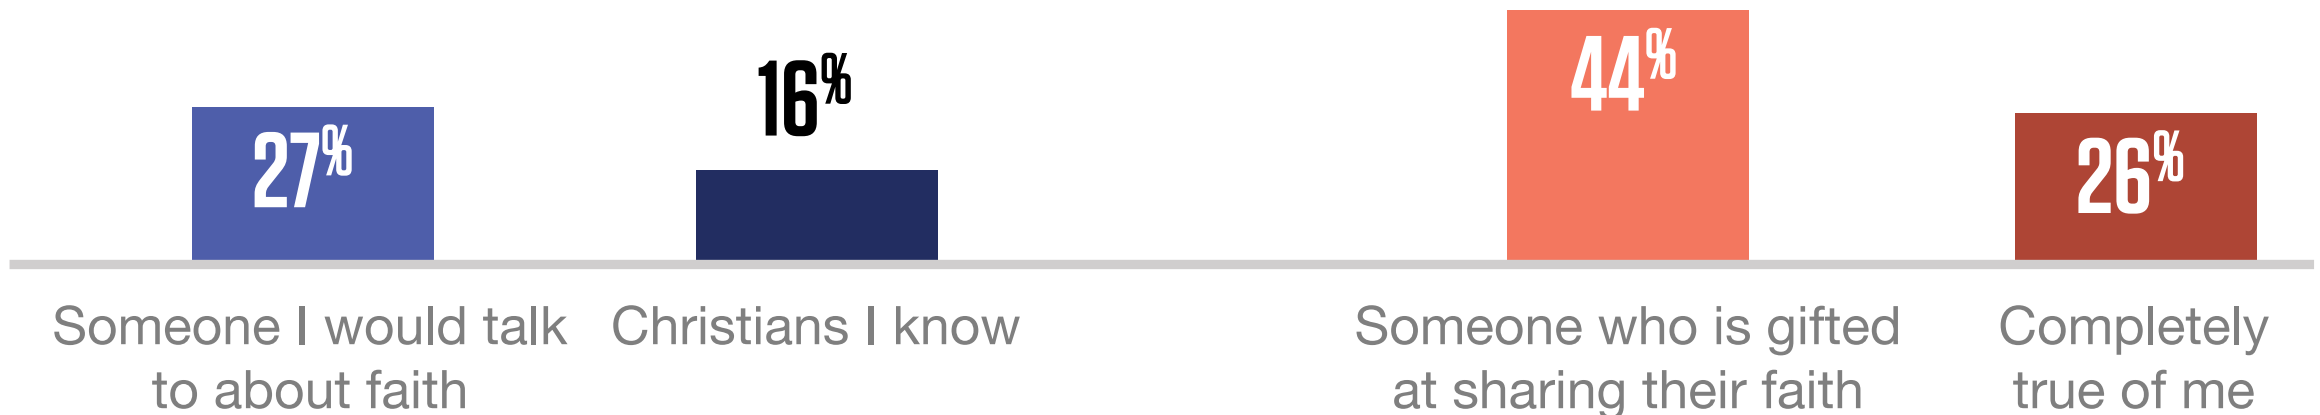 27%
16%
44%
26%
Someone I would talk
to about faith
Christians I know
Someone who is gifted
at sharing their faith
Completely
true of me